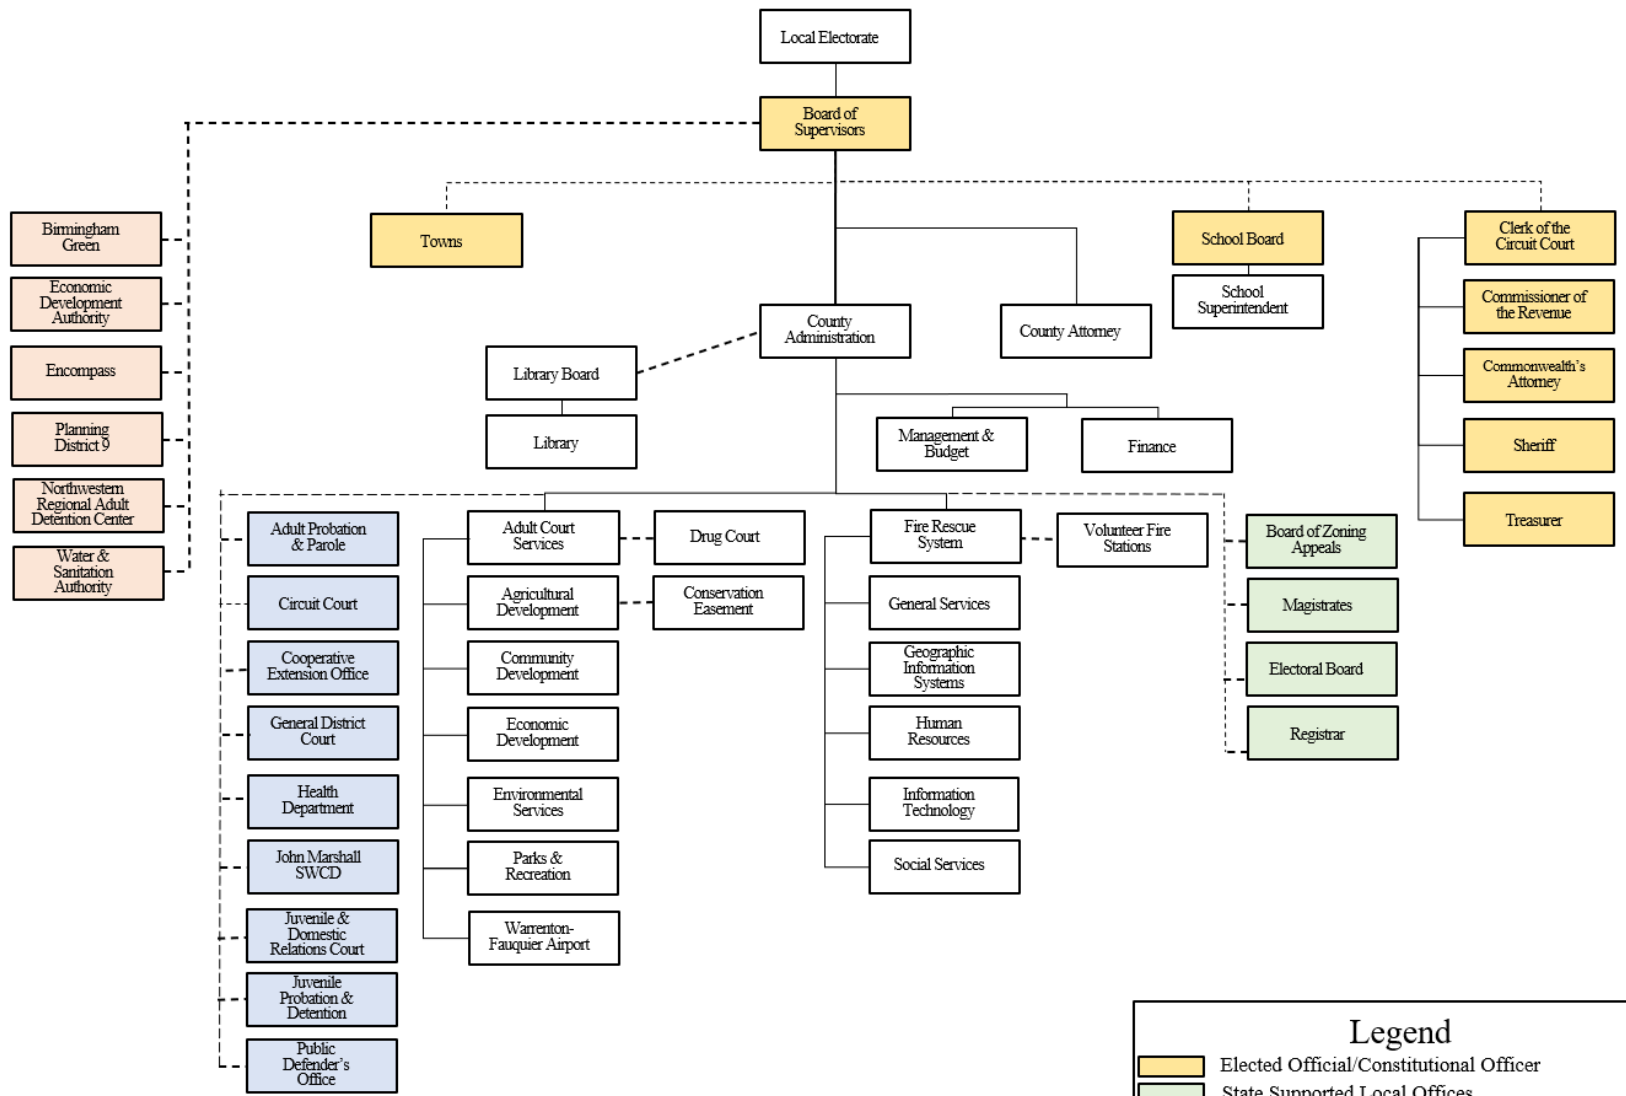 Local Electorate
Board of
Supervisors
Birmingham
Green
Economic
Development
Authority
Encompass
Planning
District 9
Northwestern
Regional Adult
Detention Center
Water &
Sanitation
Authority
Towns
School Board
School
Superintendent
Clerk of the
Circuit Court
Commissioner of
the Revenue
Commonwealth's
Attorney
Sheriff
Treasurer
County
Administration
County Attorney
Library Board
Library
Management &
Budget
Finance
Adult Probation
& Parole
Circuit Court
Cooperative
Extension Office
General District
Court
Health
Department
John Marshall
SWCD
Juvenile &
Domestic
Relations Court
Juvenile
Probation &
Detention
Public
Defender's
Office
Adult Court
Services
Drug Court
Agricultural
Development
Conservation
Easement
Community
Development
Economic
Development
Environmental
Services
Parks &
Recreation
Warrenton-
Fauquier Airport
Fire Rescue
System
Volunteer Fire
Stations
General Services
Geographic
Information
Systems
Human
Resources
Information
Technology
Social Services
Board of Zoning
Appeals
Magistrates
Electoral Board
Registrar
Legend
Elected Official/Constitutional Officer
State Supported Local Offices